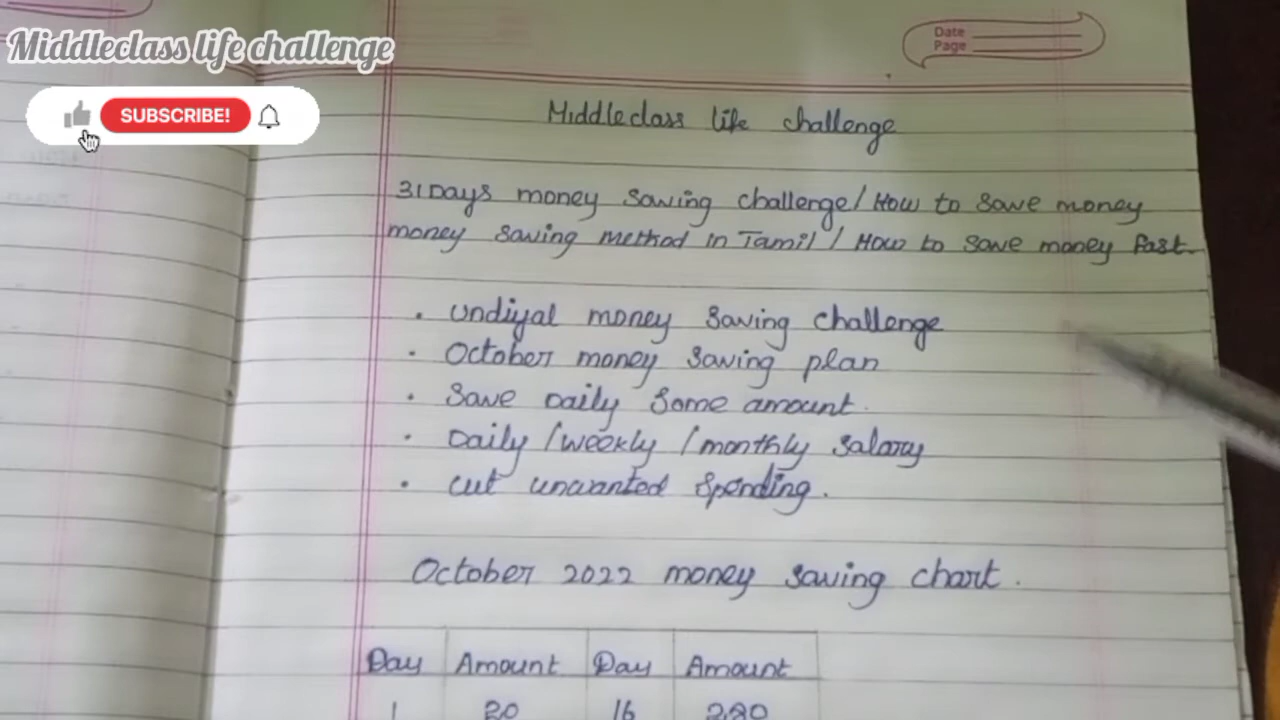 Middleclass life challenge
SUBSCRIBE!
Date
Page
Middleclass life challenge
31Days money Saving challenge/How to Save money
money saving method in Tamil / How to Save money fast.
. undiyal money saving challenge
. October money saving plan
. Save Daily Some amount.
. Daily /weekly /monthly salary
. cut unwanted Spending.
October 2022 money saving chart.
Day Amount Day Amount
1 20 16